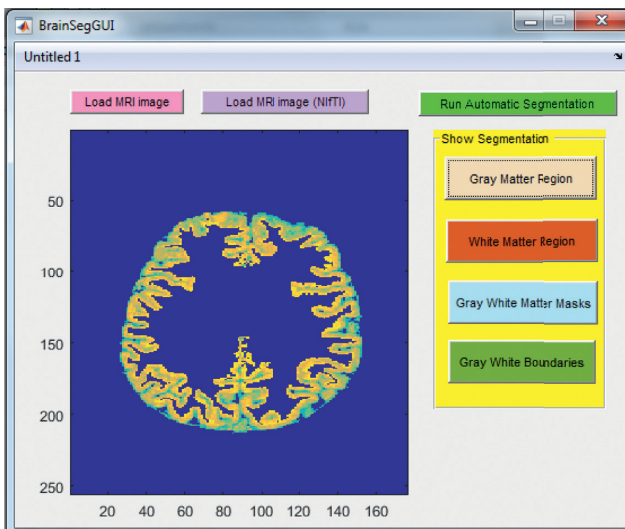 BrainSegGUI
Untitled 1
Load MRI image
Load MRI image (NIfTI)
Run Automatic Segmentation
Show Segmentation
Gray Matter Region
White Matter Region
Gray White Matter Masks
Gray White Boundaries
50
100
150
200
250
20 40 60 80 100 120 140 160